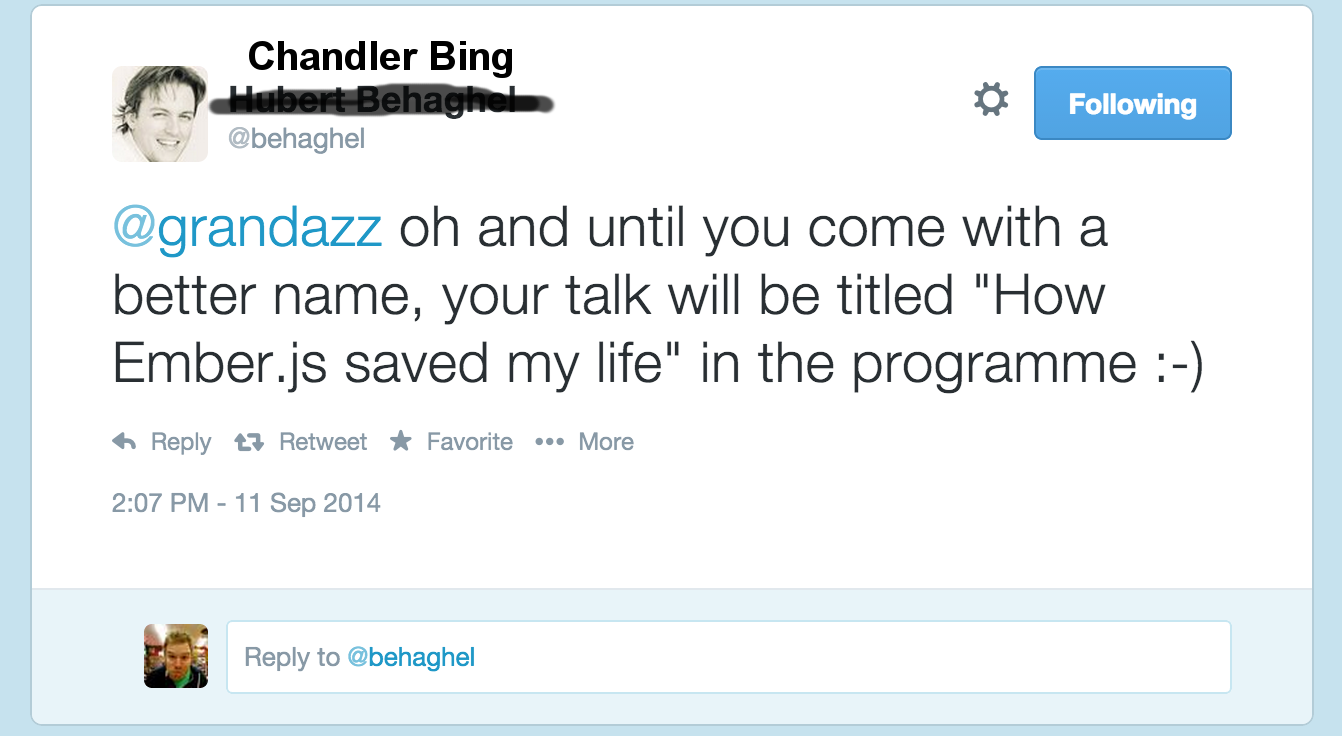 Chandler Bing
Hubert Behaghel
@behaghel
Following
@grandazz oh and until you come with a
better name, your talk will be titled "How
Ember.js saved my life" in the programme :-)
Reply Retweet Favorite ••• More
2:07 PM - 11 Sep 2014
Reply to @behaghel